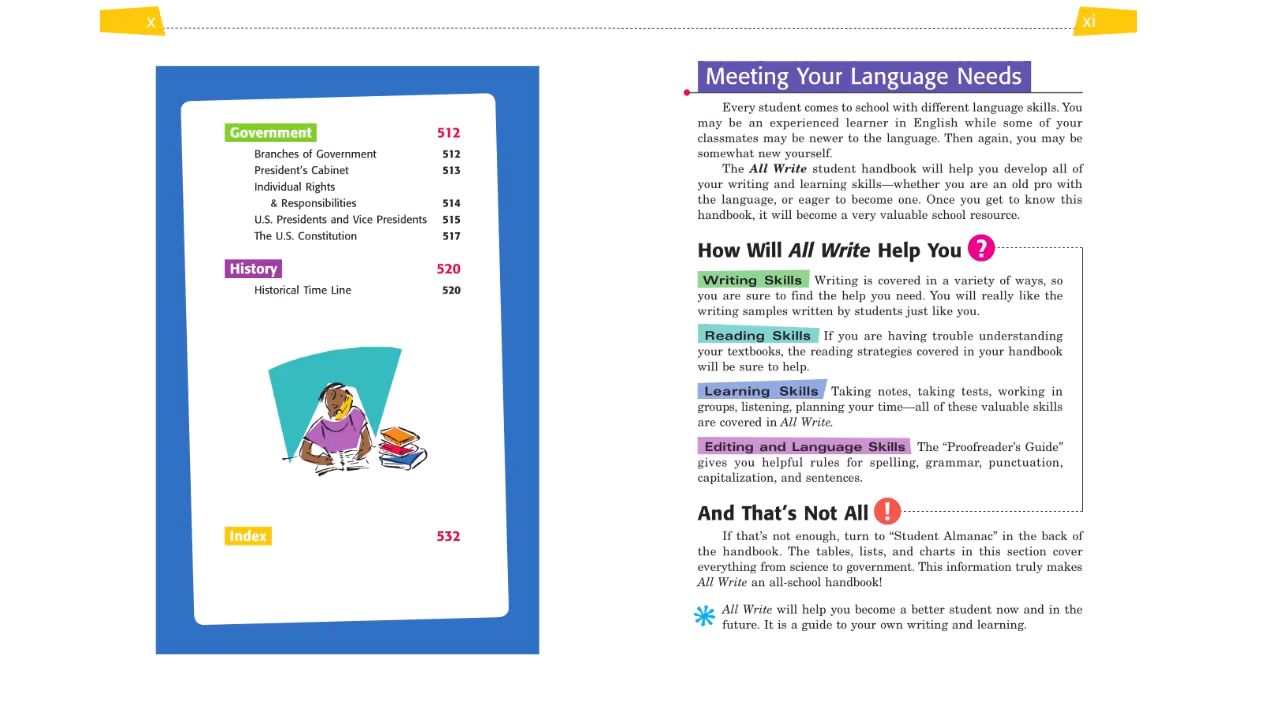 x
Government 512
Branches of Government 512
President's Cabinet 513
Individual Rights
& Responsibilities 514
U.S. Presidents and Vice Presidents 515
The U.S. Constitution 517
History 520
Historical Time Line 520
Index 532
xi
Meeting Your Language Needs
Every student comes to school with different language skills. You
may be an experienced learner in English while some of your
classmates may be newer to the language. Then again, you may be
somewhat new yourself.
The All Write student handbook will help you develop all of
your writing and learning skills—whether you are an old pro with
the language, or eager to become one. Once you get to know this
handbook, it will become a very valuable school resource.
How Will All Write Help You ?
Writing Skills Writing is covered in a variety of ways, so
you are sure to find the help you need. You will really like the
writing samples written by students just like you.
Reading Skills If you are having trouble understanding
your textbooks, the reading strategies covered in your handbook
will be sure to help.
Learning Skills Taking notes, taking tests, working in
groups, listening, planning your time—all of these valuable skills
are covered in All Write.
Editing and Language Skills The “Proofreader's Guide”
gives you helpful rules for spelling, grammar, punctuation,
capitalization, and sentences.
And That's Not All !
If that's not enough, turn to “Student Almanac” in the back of
the handbook. The tables, lists, and charts in this section cover
everything from science to government. This information truly makes
All Write an all-school handbook!
All Write will help you become a better student now and in the
future. It is a guide to your own writing and learning.